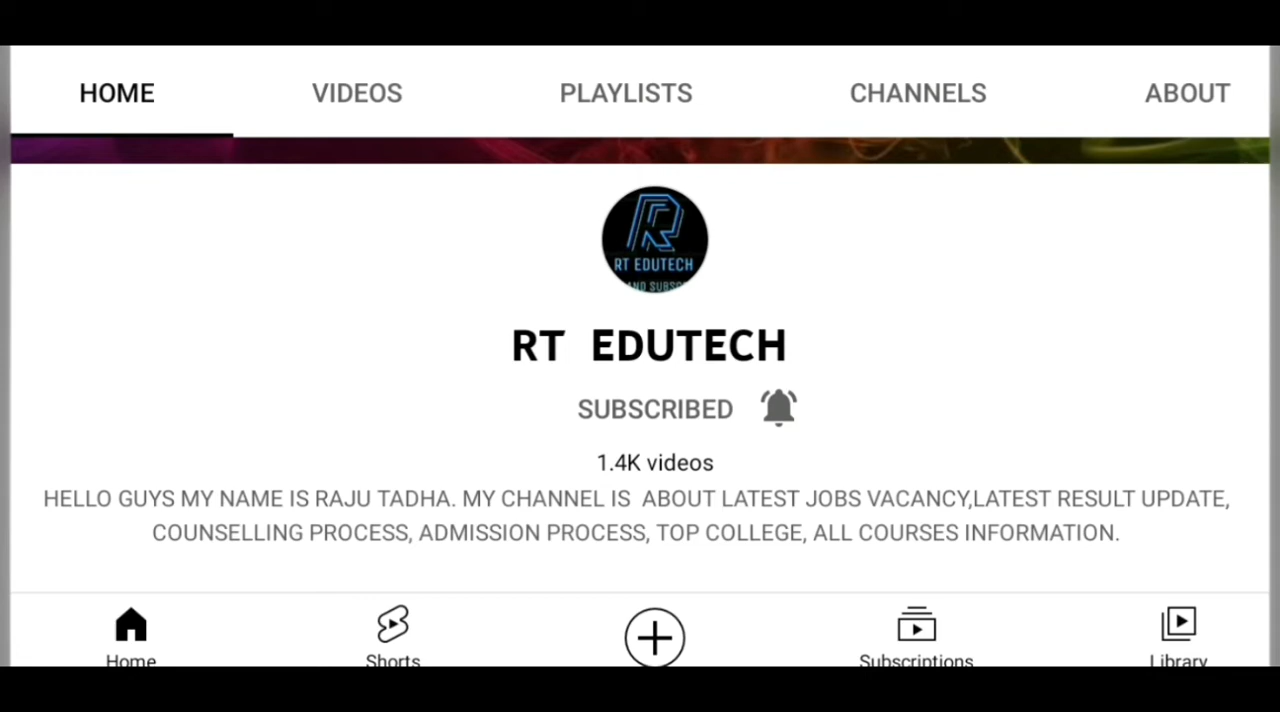 HOME VIDEOS PLAYLISTS CHANNELS ABOUT
RT EDUTECH
AND SUBSC
RT EDUTECH
SUBSCRIBED
1.4K videos
HELLO GUYS MY NAME IS RAJU TADHA. MY CHANNEL IS ABOUT LATEST JOBS VACANCY,LATEST RESULT UPDATE,
COUNSELLING PROCESS, ADMISSION PROCESS, TOP COLLEGE, ALL COURSES INFORMATION.
Home Shorts Subscriptions Library